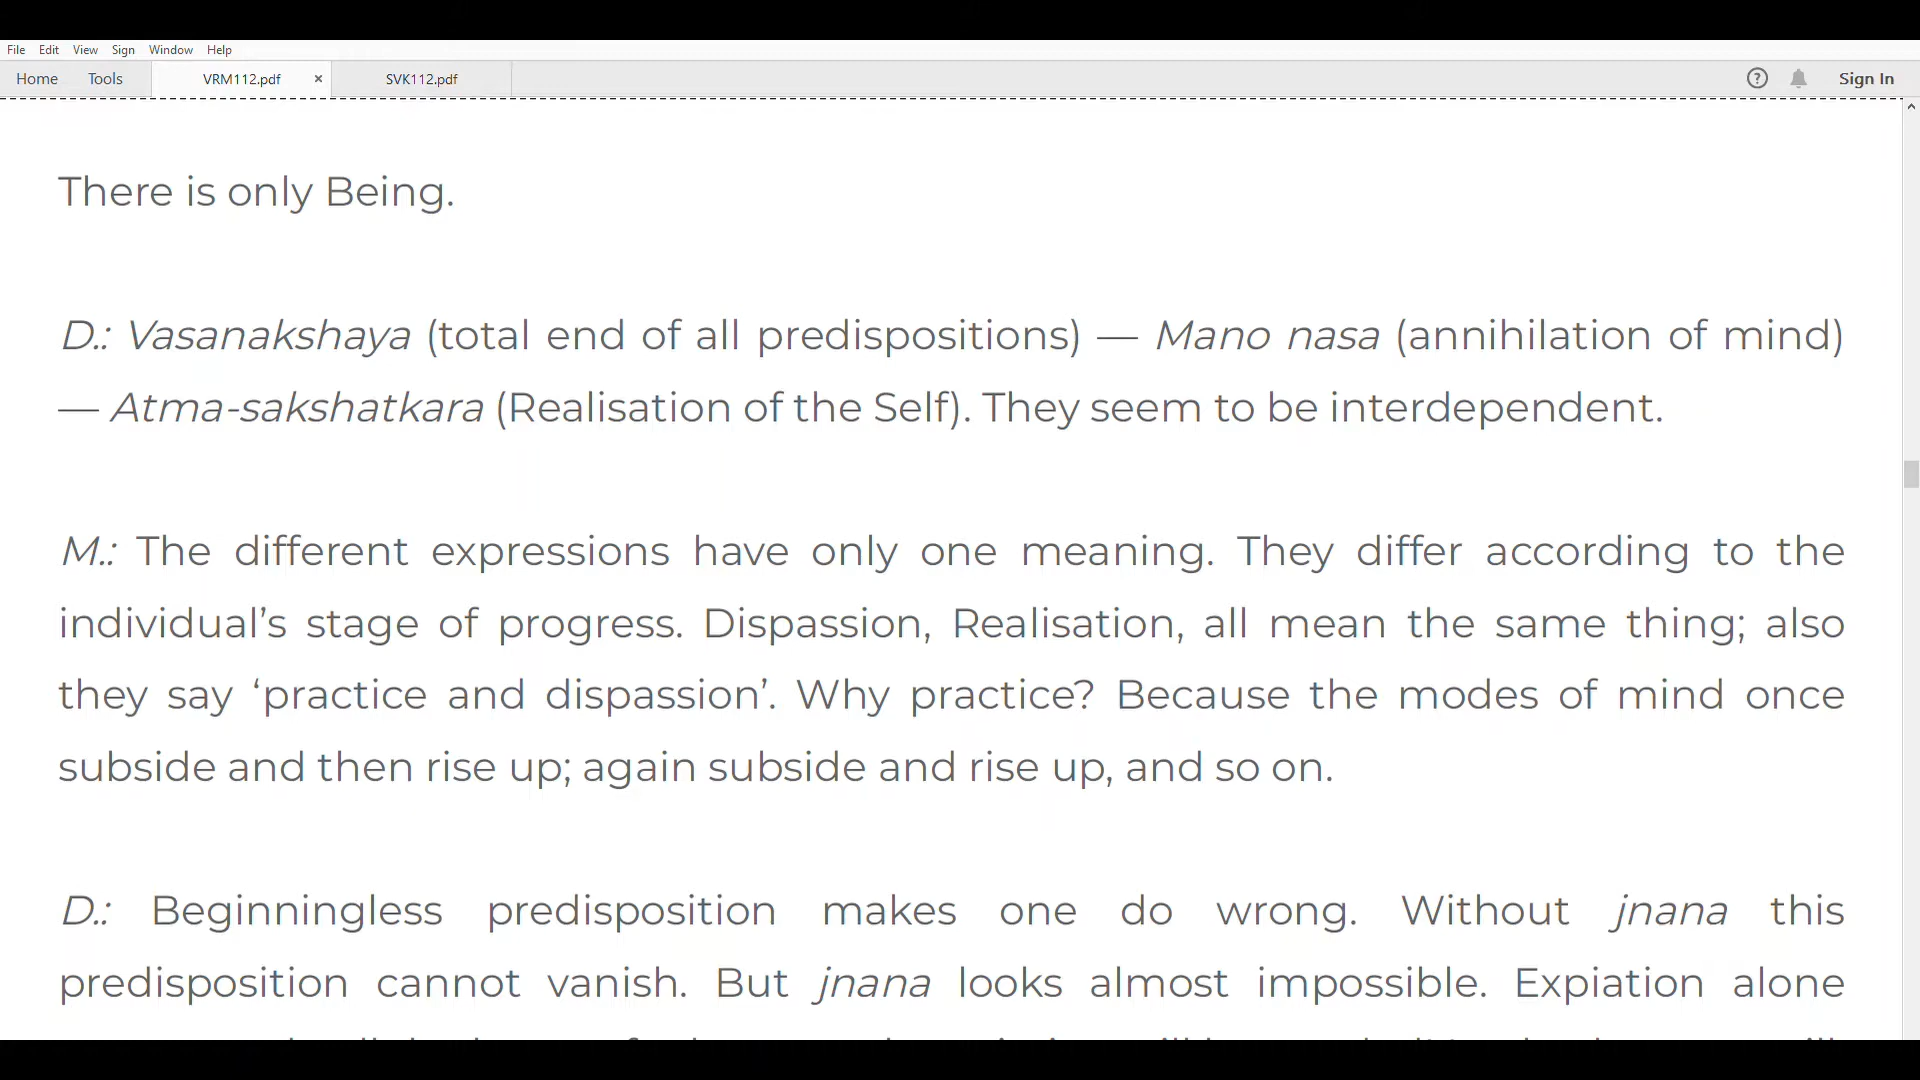 File Edit View Sign Window Help
Home Tools VRM112.pdf × SVK112.pdf ? Sign In
There is only Being.
D.: Vasanakshaya (total end of all predispositions) — Mano nasa (annihilation of mind)
— Atma-sakshatkara (Realisation of the Self). They seem to be interdependent.
M.: The different expressions have only one meaning. They differ according to the
individual’s stage of progress. Dispassion, Realisation, all mean the same thing; also
they say ‘practice and dispassion’. Why practice? Because the modes of mind once
subside and then rise up; again subside and rise up, and so on.
D.: Beginningless predisposition makes one do wrong. Without jnana this
predisposition cannot vanish. But jnana looks almost impossible. Expiation alone